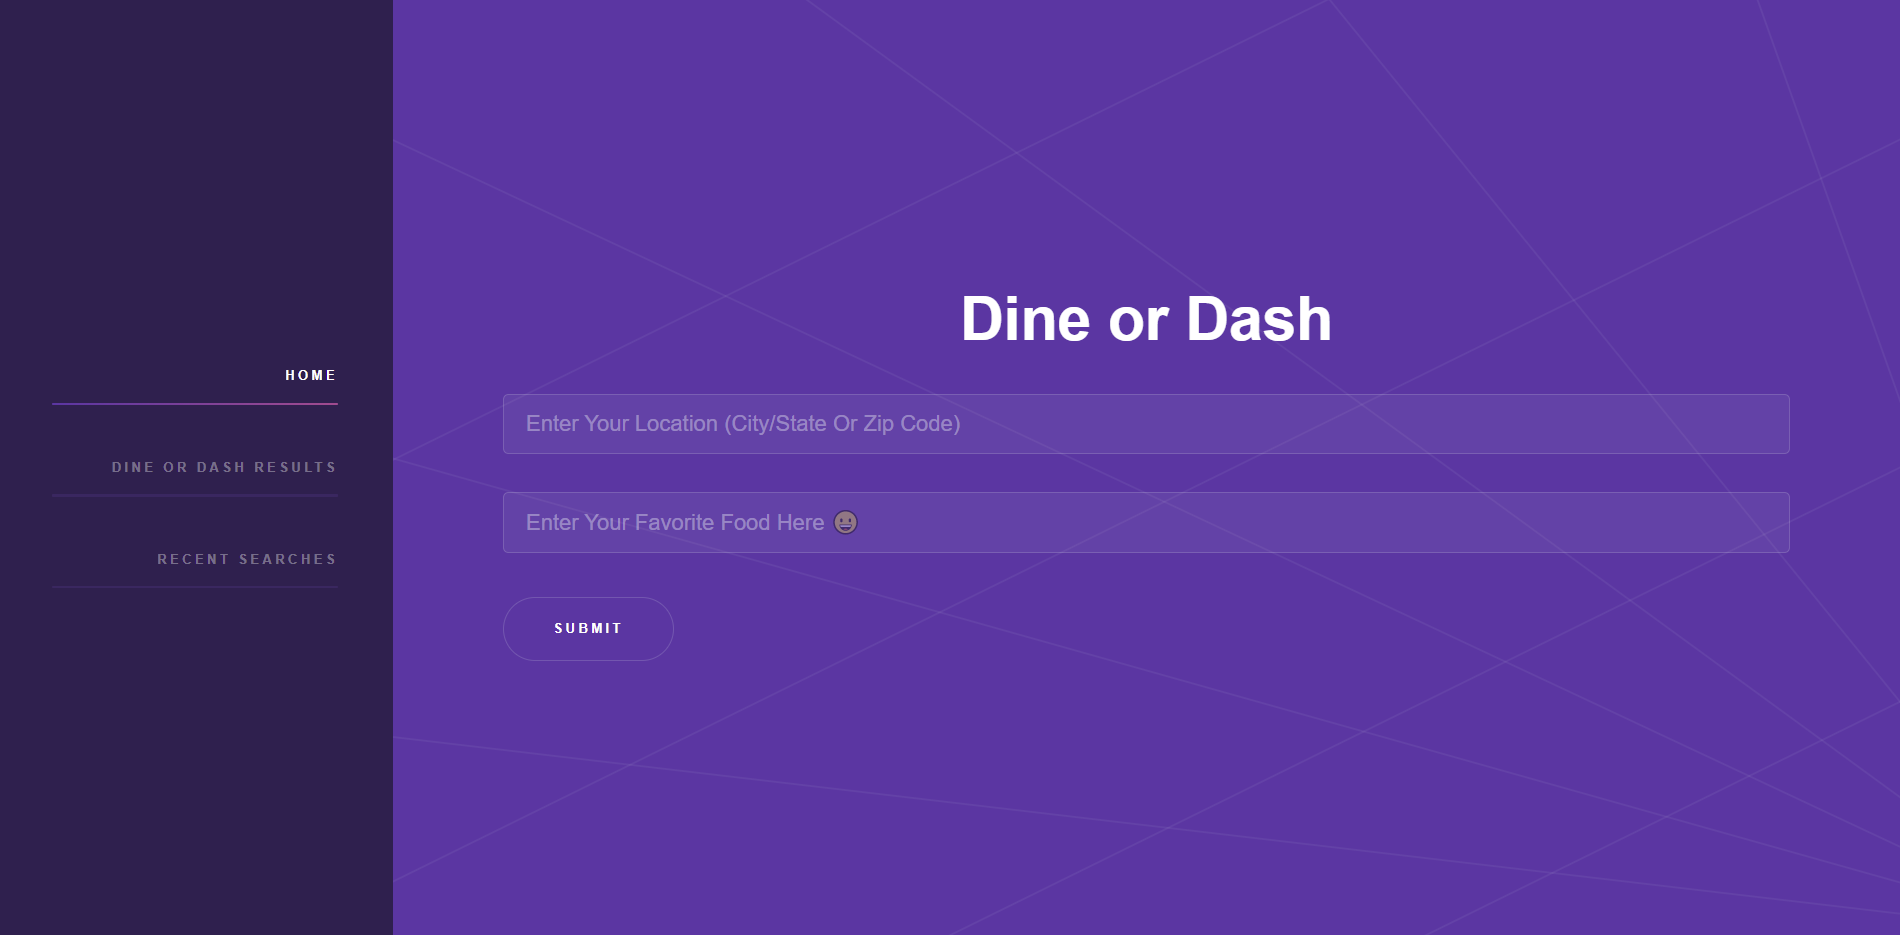 HOME
DINE OR DASH RESULTS
RECENT SEARCHES
Dine or Dash
Enter Your Location (City/State Or Zip Code)
Enter Your Favorite Food Here 😀
SUBMIT